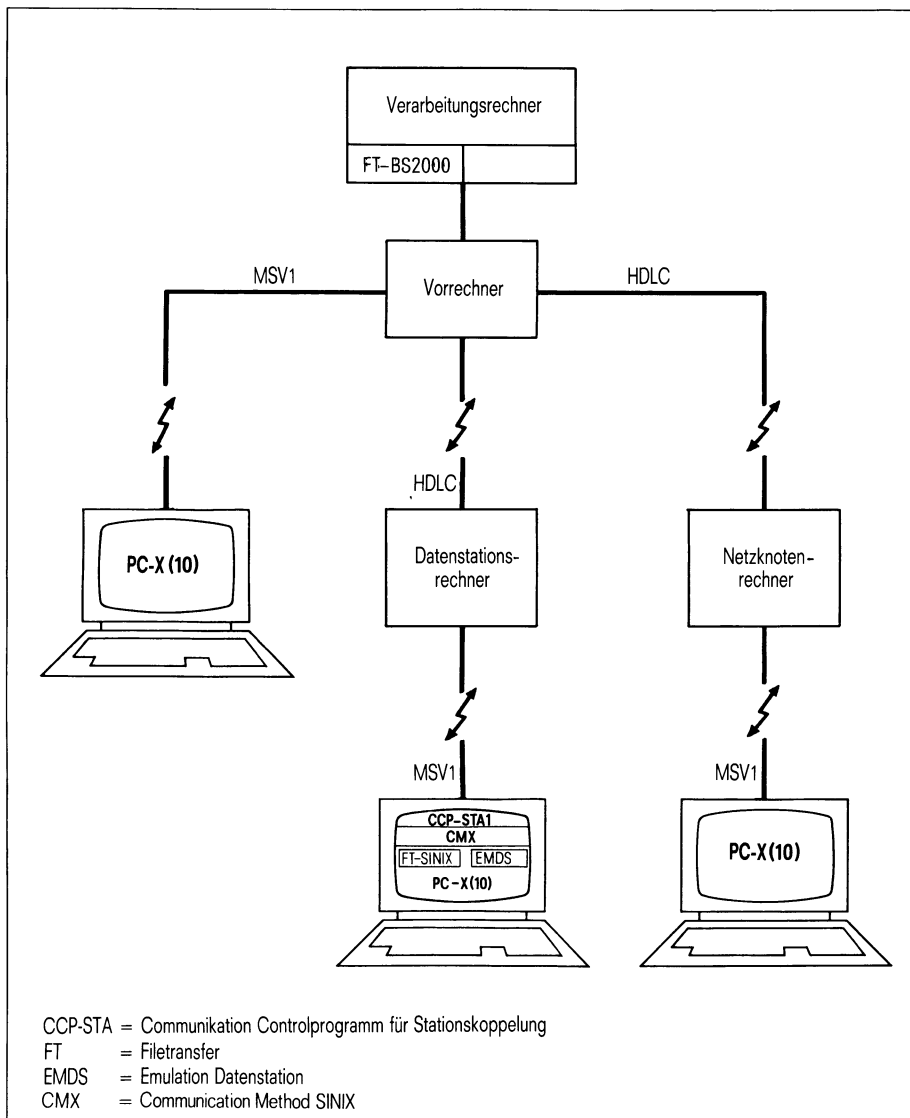 Verarbeitungsrechner
FT-BS2000
MSV1
Vorrechner
HDLC
HDLC
PC-X (10)
Datenstations-
rechner
Netzknoten-
rechner
MSV1
MSV1
CCP-STA1
CMX
FT-SINIX EMDS
PC-X(10)
PC-X (10)
CCP-STA = Communikation Controlprogramm für Stationskoppelung
FT = Filetransfer
EMDS = Emulation Datenstation
CMX = Communication Method SINIX